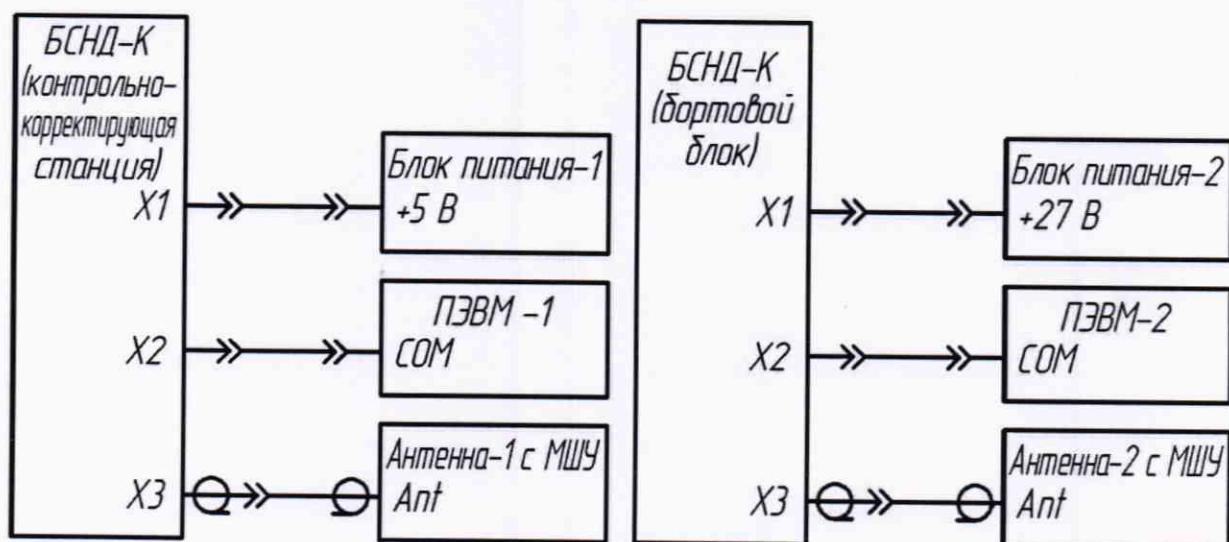 БСНД-К
(контрольно-
корректирующая
станция)
X1
Блок питания-1
+5 В
X2
ПЭВМ -1
COM
X3
Антенна-1 с МШУ
Ant
БСНД-К
(бортовой
блок)
X1
Блок питания-2
+27 В
X2
ПЭВМ-2
COM
X3
Антенна-2 с МШУ
Ant